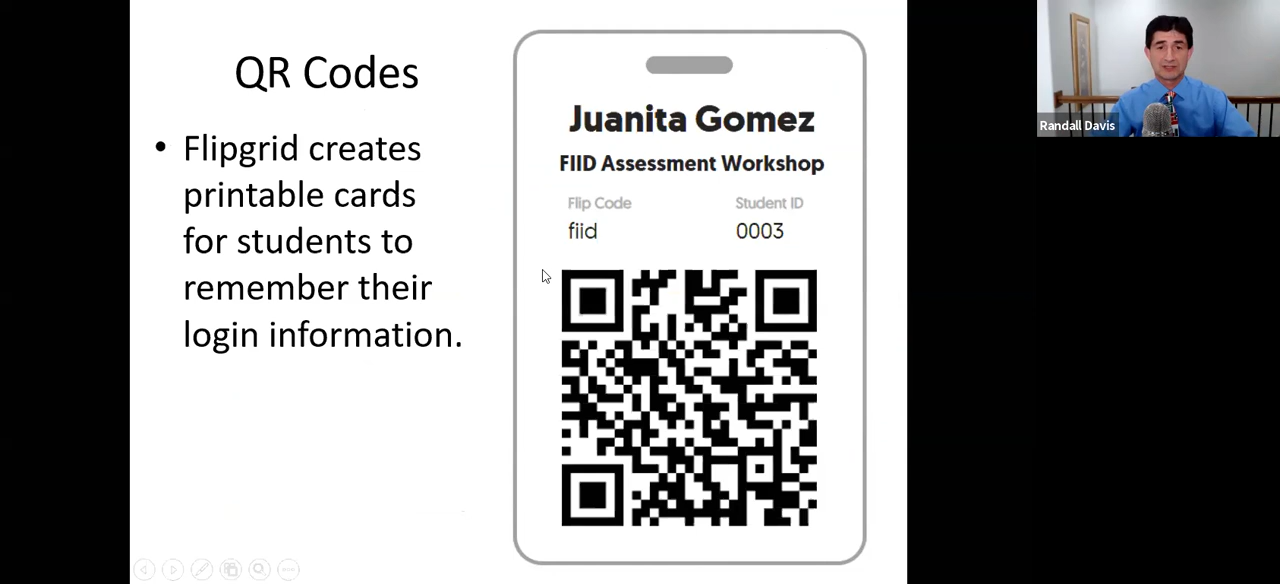 QR Codes
• Flipgrid creates
printable cards
for students to
remember their
login information.
Juanita Gomez
FIID Assessment Workshop
Flip Code Student ID
fiid 0003
Randall Davis